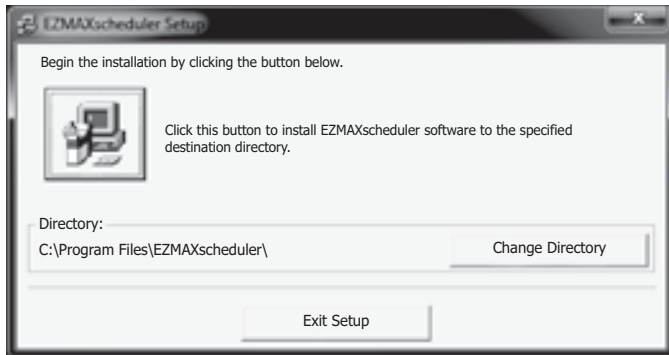 EZMAXscheduler Setup
Begin the installation by clicking the button below.
Click this button to install EZMAXscheduler software to the specified
destination directory.
Directory:
C:\Program Files\EZMAXscheduler\
Change Directory
Exit Setup